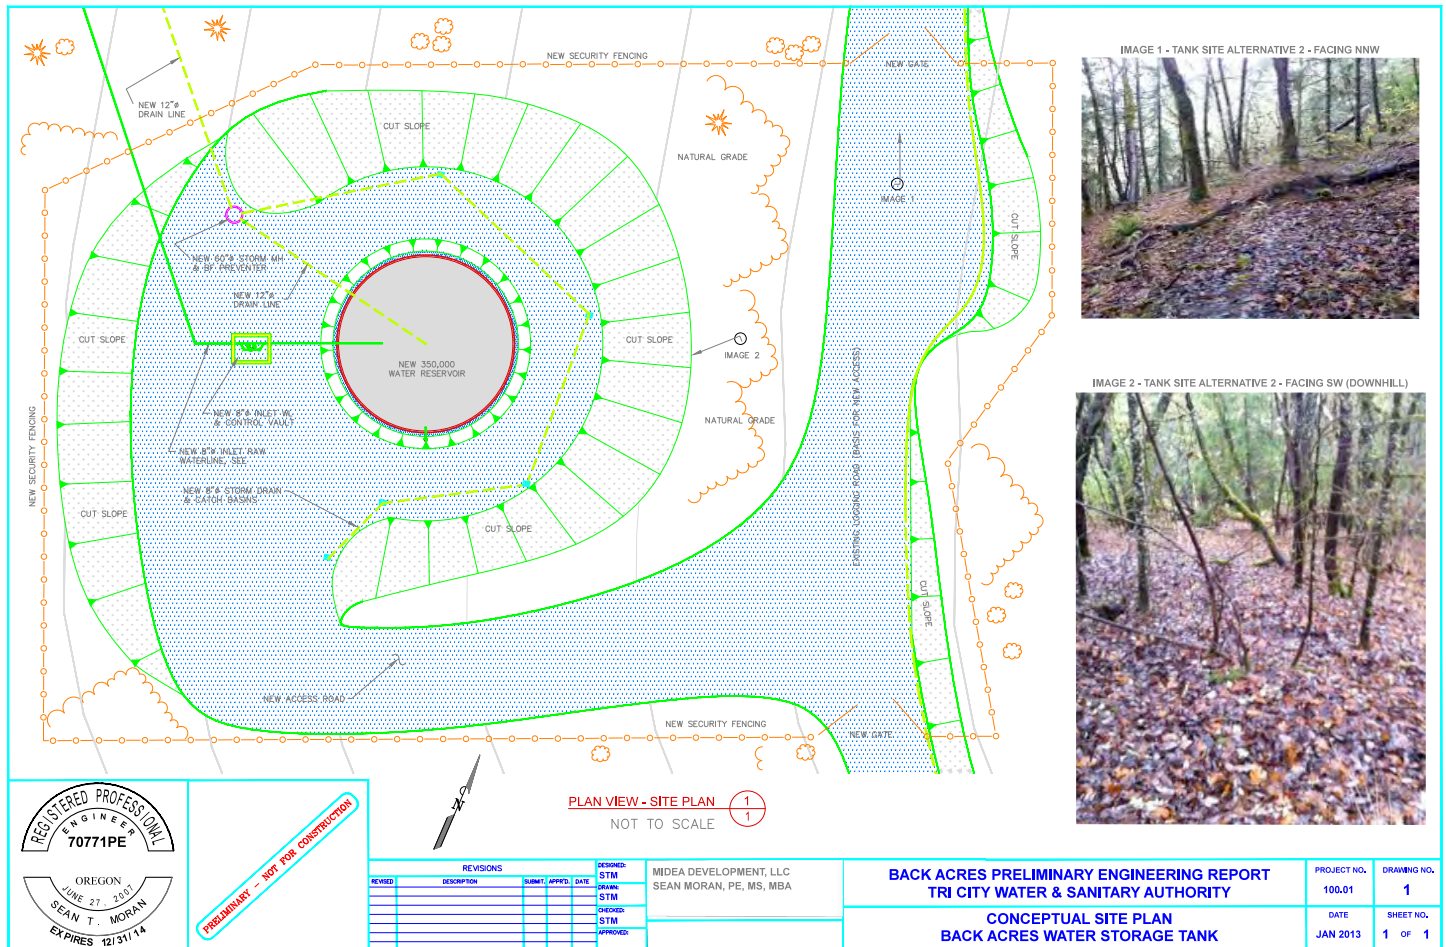 NEW SECURITY FENCING
NEW GATE
NEW 12"ø
DRAIN LINE
CUT SLOPE
NATURAL GRADE
IMAGE 1
CUT SLOPE
NEW 60"ø STORM MH
& BF PREVENTER
NEW 12"ø
DRAIN LINE
CUT SLOPE
NEW 350,000
WATER RESERVOIR
CUT SLOPE
IMAGE 2
NATURAL GRADE
NEW 8"ø INLET WL
& CONTROL VAULT
NEW 8"ø INLET RAW
WATERLINE, SEE
NEW SECURITY FENCING
NEW 8"ø STORM DRAIN
& CATCH BASINS
CUT SLOPE
CUT SLOPE
EXISTING LOGGING ROAD (BASIS FOR NEW ACCESS)
CUT SLOPE
NEW ACCESS ROAD
NEW SECURITY FENCING
NEW GATE
IMAGE 1 - TANK SITE ALTERNATIVE 2 - FACING NNW
IMAGE 2 - TANK SITE ALTERNATIVE 2 - FACING SW (DOWNHILL)
N
PLAN VIEW - SITE PLAN
1
1
NOT TO SCALE
REGISTERED PROFESSIONAL
ENGINEER
70771PE
OREGON
JUNE 27, 2007
SEAN T. MORAN
EXPIRES 12/31/14
PRELIMINARY - NOT FOR CONSTRUCTION
REVISIONS
REVISED DESCRIPTION SUBMIT. APPR'D. DATE
DESIGNED:
STM
DRAWN:
STM
CHECKED:
STM
APPROVED:
MIDEA DEVELOPMENT, LLC
SEAN MORAN, PE, MS, MBA
BACK ACRES PRELIMINARY ENGINEERING REPORT
TRI CITY WATER & SANITARY AUTHORITY
CONCEPTUAL SITE PLAN
BACK ACRES WATER STORAGE TANK
PROJECT NO.
100.01
DRAWING NO.
1
DATE
JAN 2013
SHEET NO.
1 OF 1